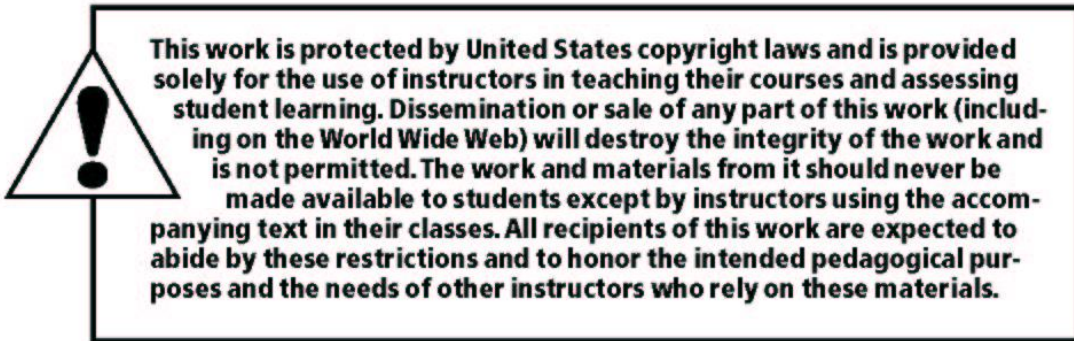 This work is protected by United States copyright laws and is provided
solely for the use of instructors in teaching their courses and assessing
student learning. Dissemination or sale of any part of this work (includ-
ing on the World Wide Web) will destroy the integrity of the work and
is not permitted. The work and materials from it should never be
made available to students except by instructors using the accom-
panying text in their classes. All recipients of this work are expected to
abide by these restrictions and to honor the intended pedagogical pur-
poses and the needs of other instructors who rely on these materials.